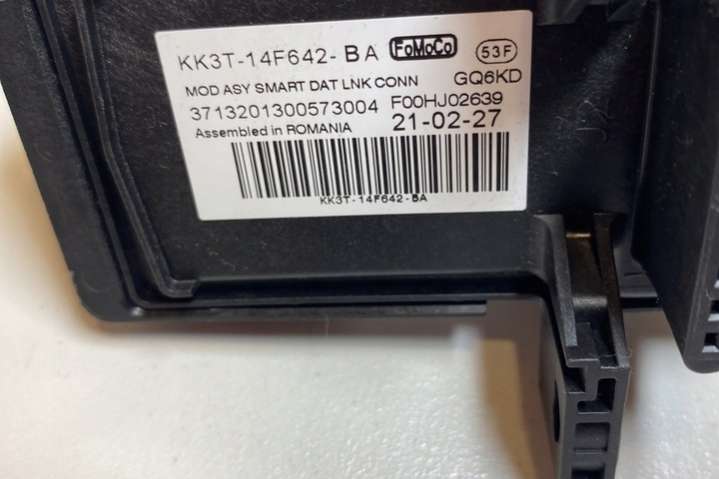 KK3T-14F642-BA FoMoCo 53F
MOD ASY SMART DAT LNK CONN GQ6KD
3713201300573004 F00HJ02639
Assembled in ROMANIA 21-02-27
KK3T-14F642-BA